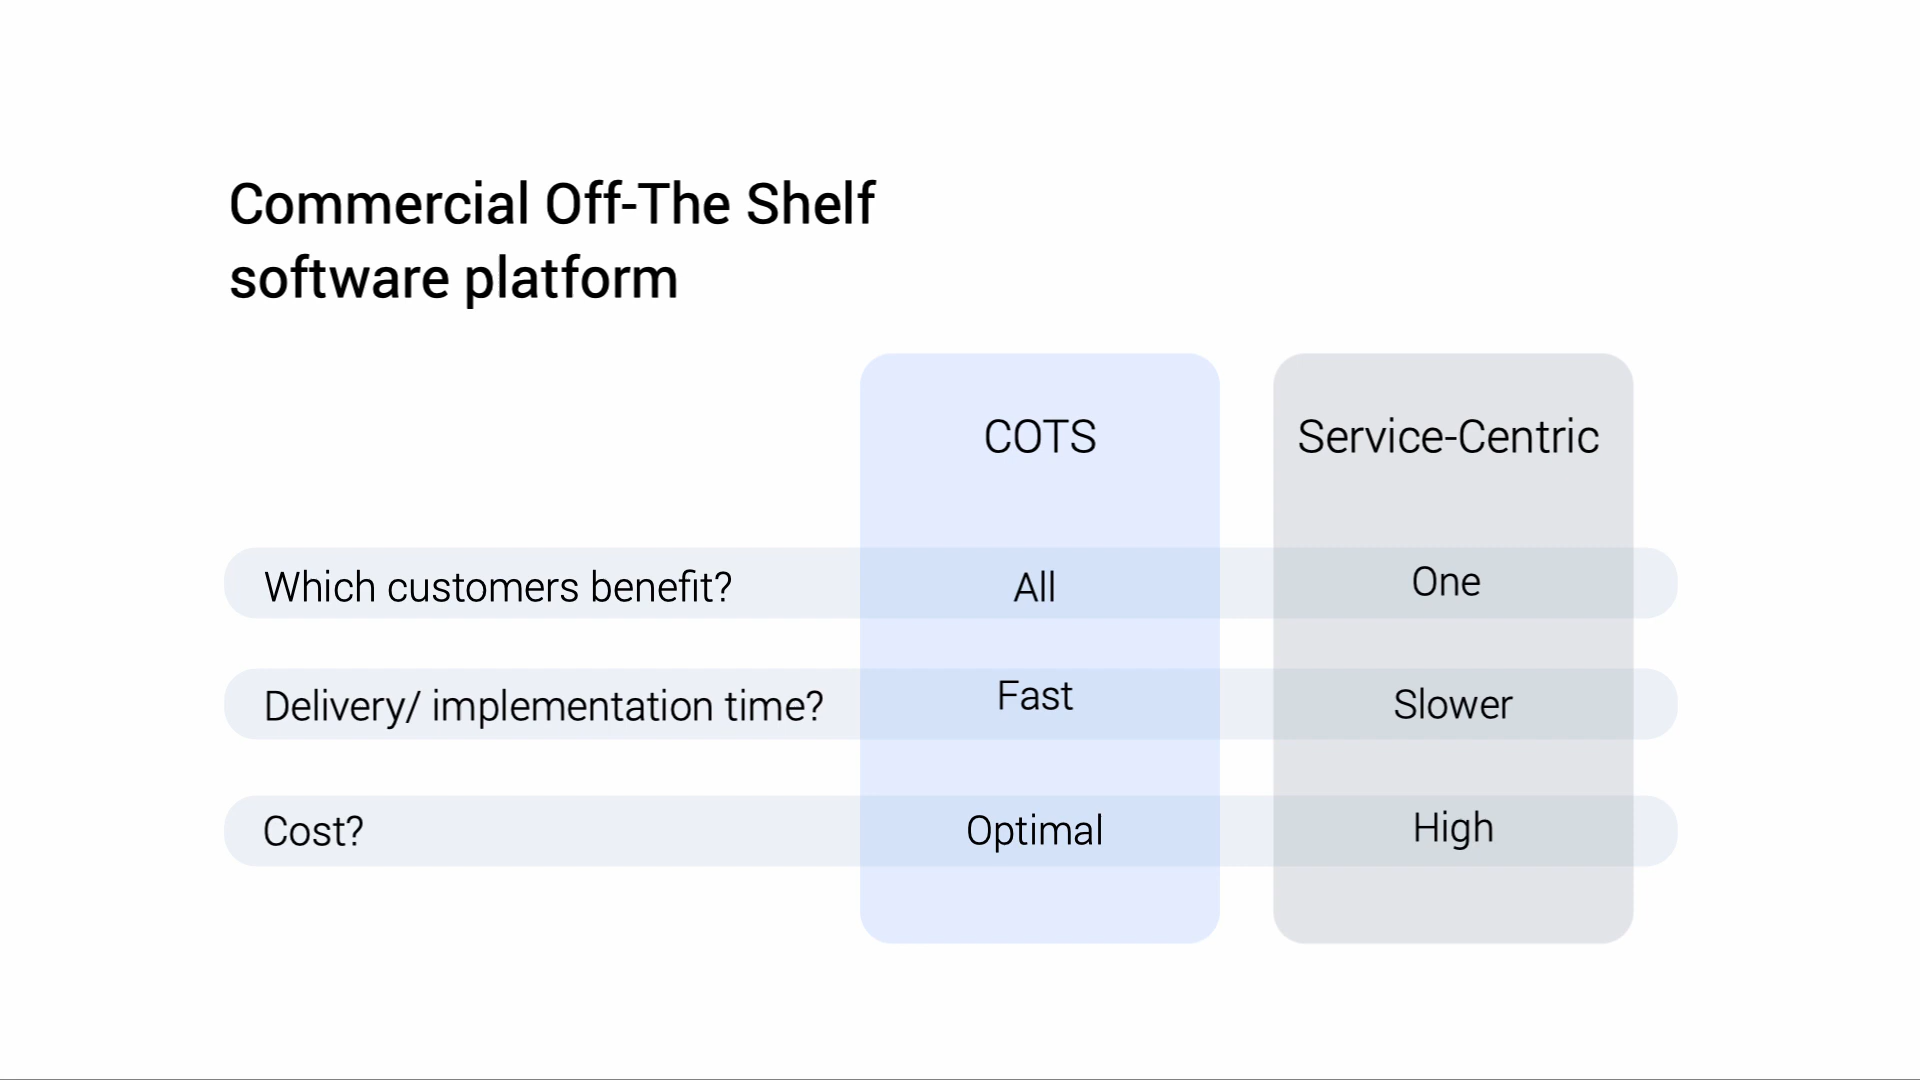 Commercial Off-The Shelf
software platform
COTS Service-Centric
Which customers benefit? All One
Delivery/ implementation time? Fast Slower
Cost? Optimal High